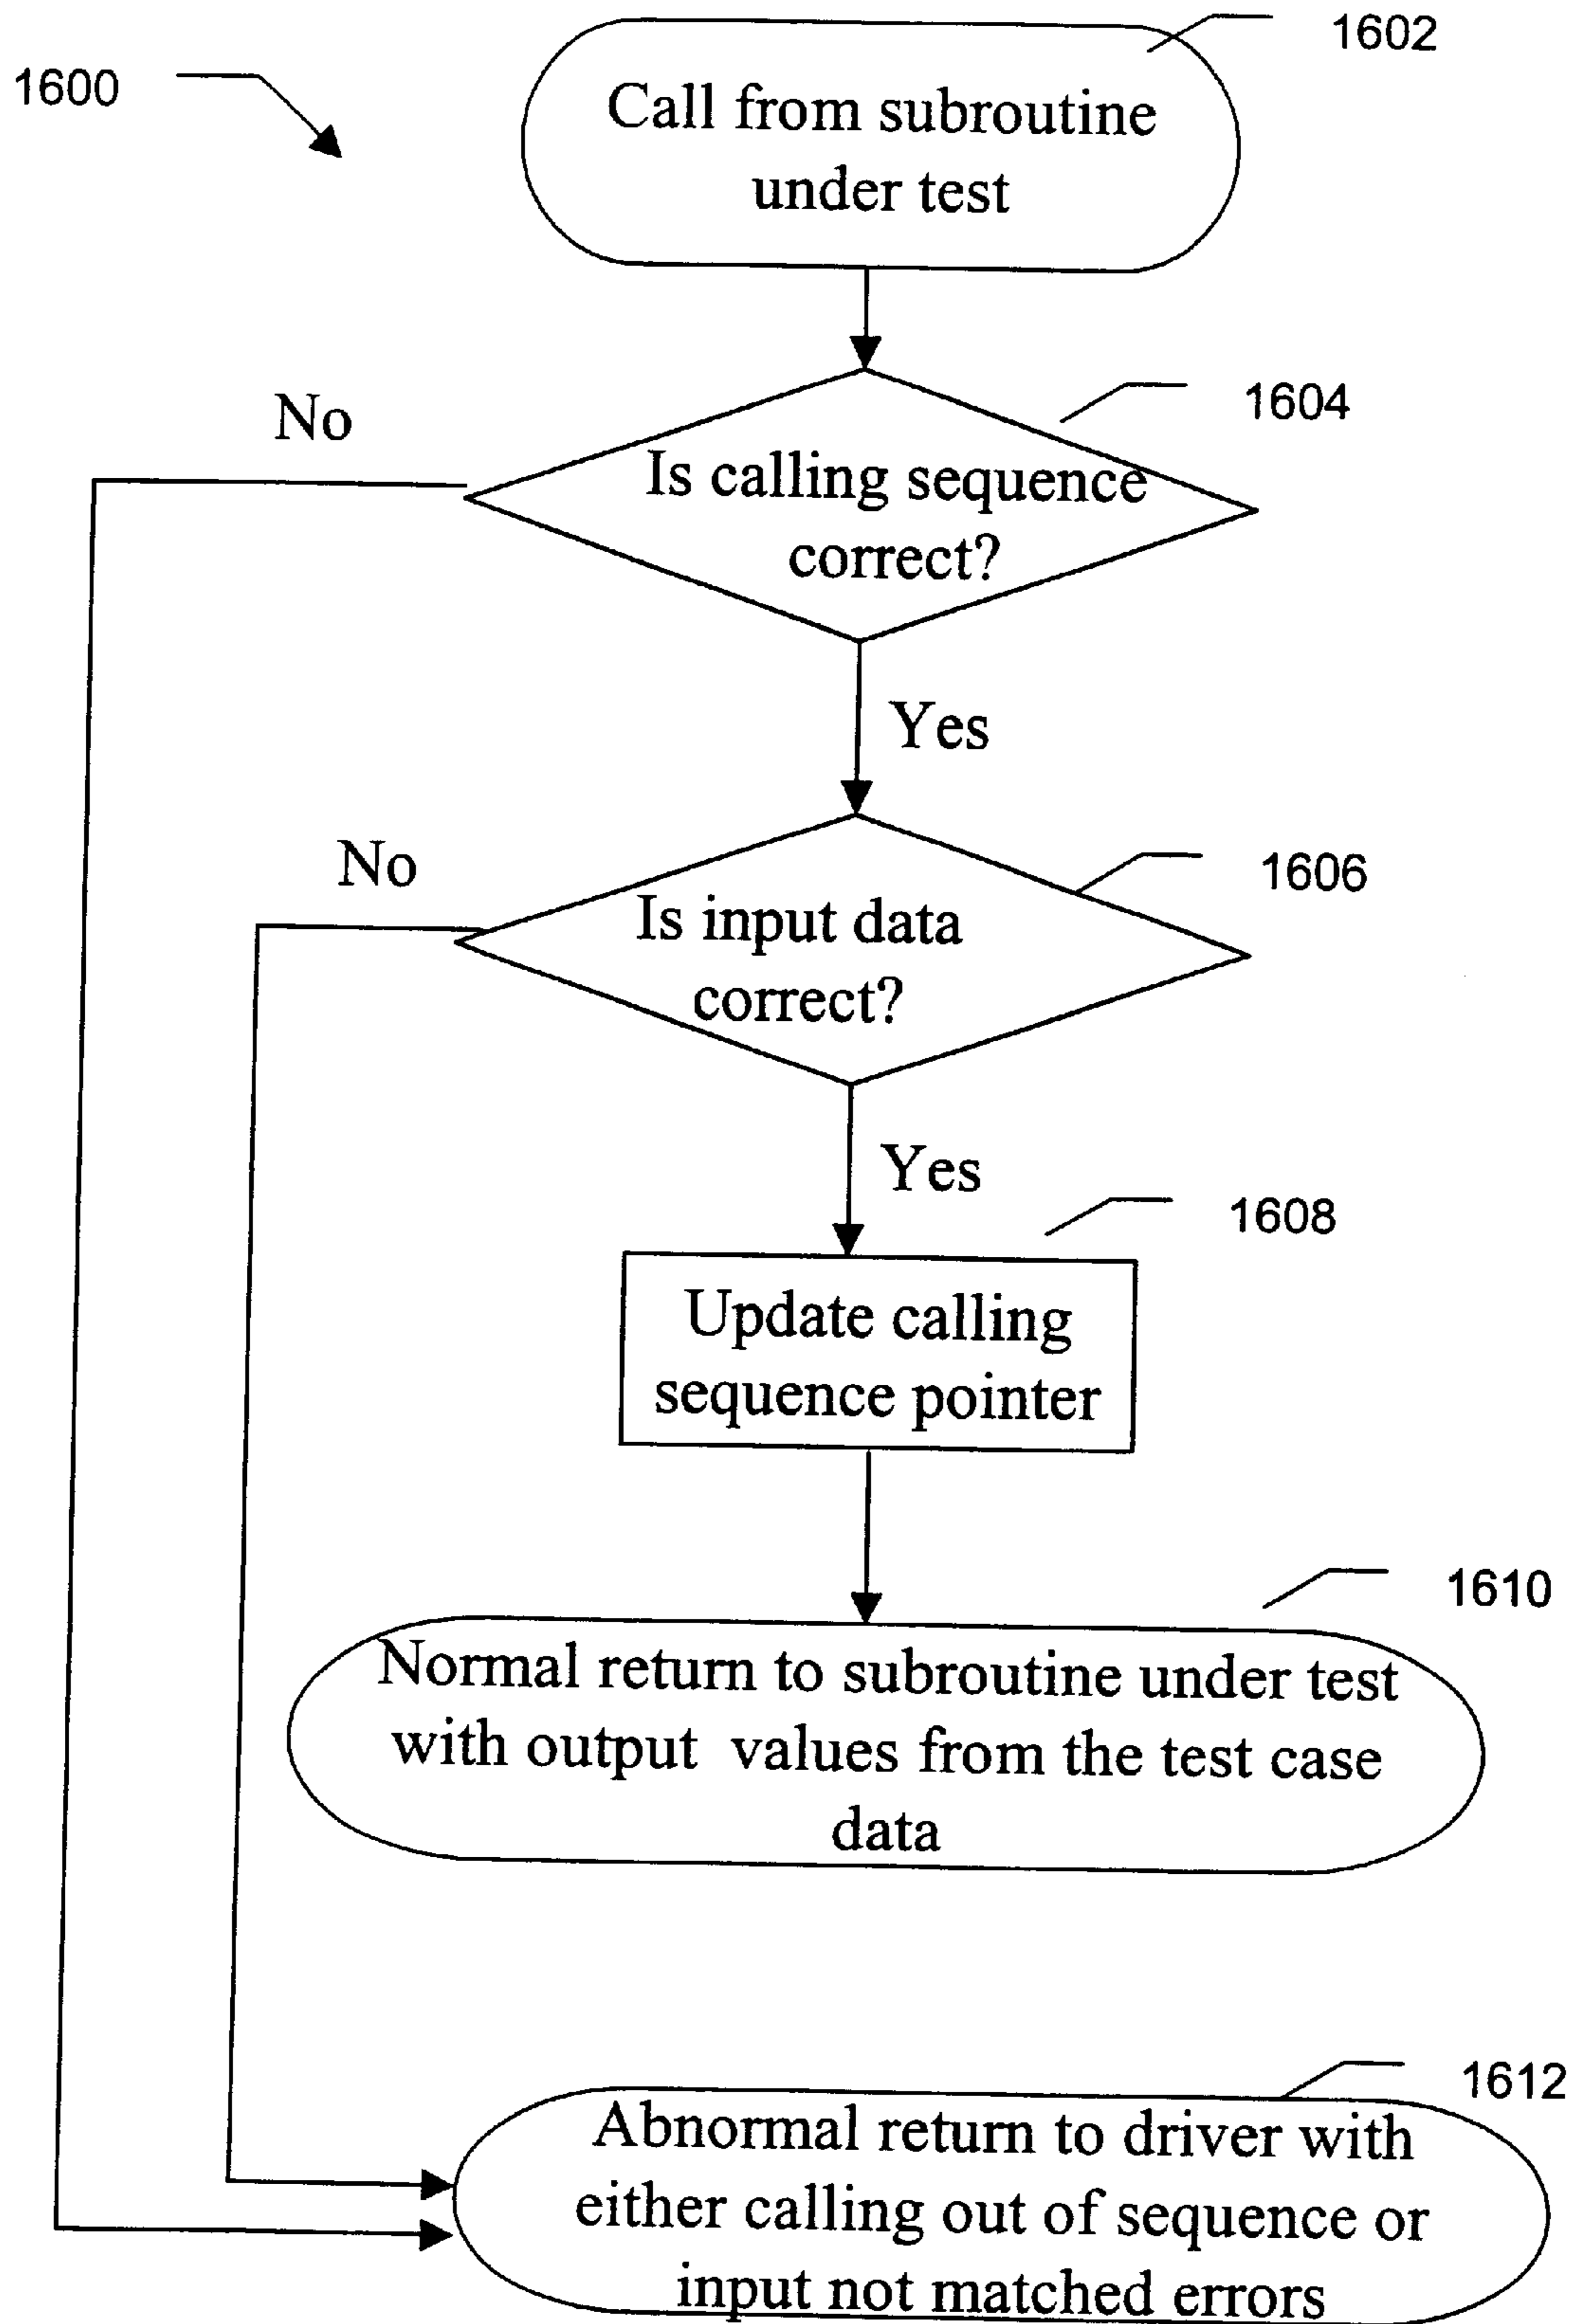 1602
1600
Call from subroutine
under test
No
1604
Is calling sequence
correct?
Yes
No
1606
Is input data
correct?
Yes
1608
Update calling
sequence pointer
1610
Normal return to subroutine under test
with output values from the test case
data
1612
Abnormal return to driver with
either calling out of sequence or
input not matched errors